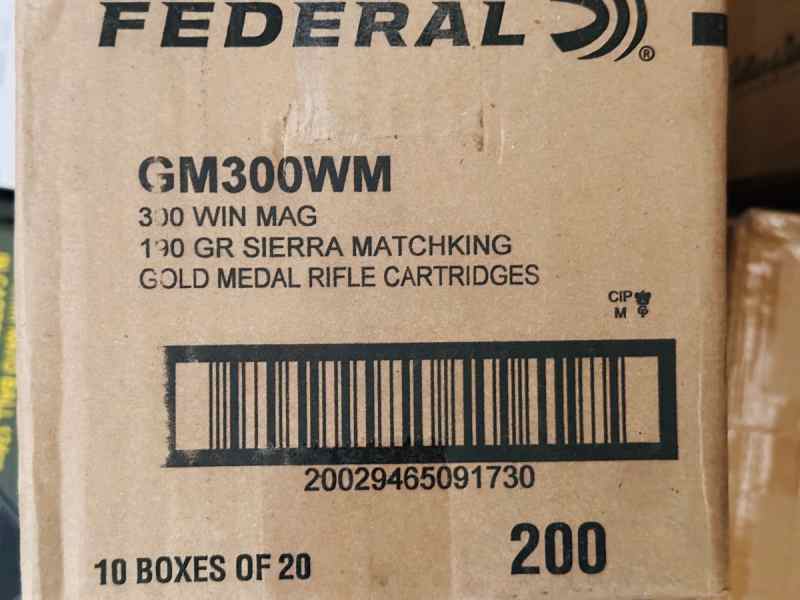 FEDERAL ®
GM300WM
300 WIN MAG
190 GR SIERRA MATCHKING
GOLD MEDAL RIFLE CARTRIDGES
CIP
M
20029465091730
10 BOXES OF 20
200